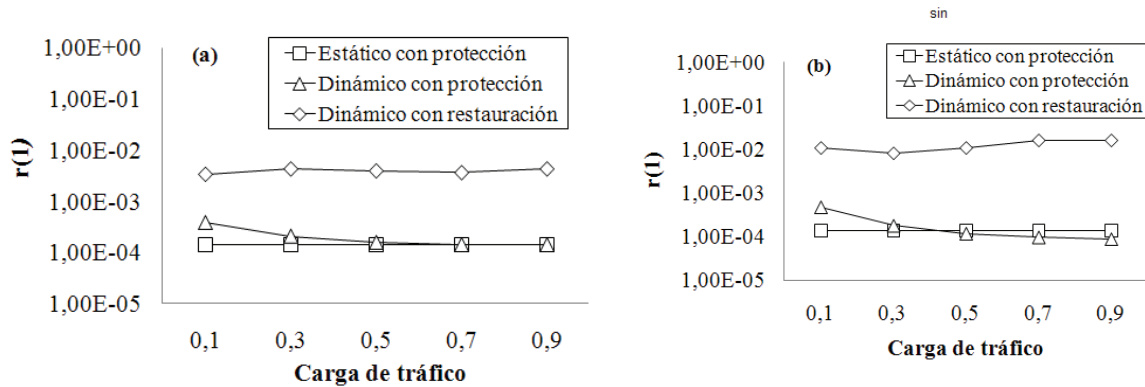 (a)
Estático con protección
Dinámico con protección
Dinámico con restauración
1,00E+00
1,00E-01
1,00E-02
1,00E-03
1,00E-04
1,00E-05
r(1)
0,1 0,3 0,5 0,7 0,9
Carga de tráfico
sin
(b)
Estático con protección
Dinámico con protección
Dinámico con restauración
1,00E+00
1,00E-01
1,00E-02
1,00E-03
1,00E-04
1,00E-05
r(1)
0,1 0,3 0,5 0,7 0,9
Carga de tráfico